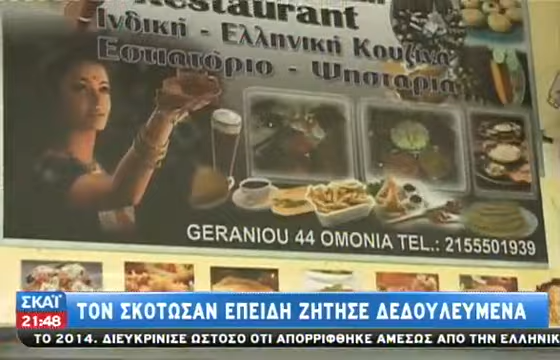 Restaurant
Ινδική - Ελληνική Κουζίνα
Εστιατόριο - Ψησταριά
GERANIOU 44 OMONIA TEL.: 2155501939
ΣΚΑΪ
21:48
ΤΟΝ ΣΚΟΤΩΣΑΝ ΕΠΕΙΔΗ ΖΗΤΗΣΕ ΔΕΔΟΥΛΕΥΜΕΝΑ
ΤΟ 2014. ΔΙΕΥΚΡΙΝΙΣΕ ΩΣΤΟΣΟ ΟΤΙ ΑΠΟΡΡΙΦΘΗΚΕ ΑΜΕΣΩΣ ΑΠΟ ΤΗΝ ΕΛΛΗΝΙ